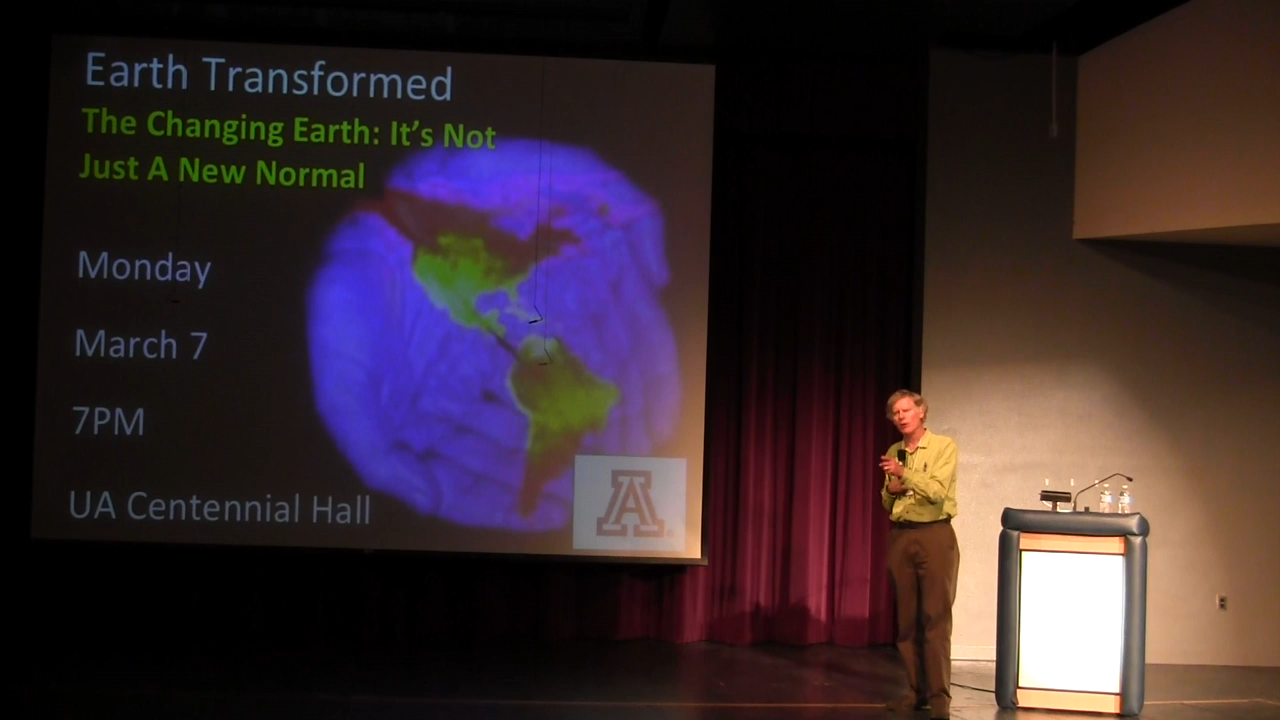 Earth Transformed
The Changing Earth: It's Not
Just A New Normal
Monday
March 7
7PM
UA Centennial Hall
A